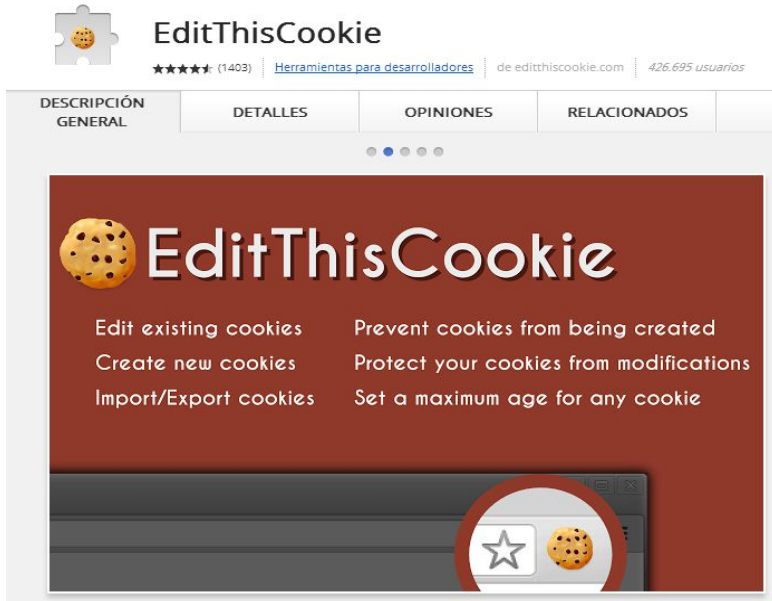 EditThisCookie
(1403) Herramientas para desarrolladores de editthiscookie.com 426.695 usuarios
DESCRIPCIÓN GENERAL DETALLES OPINIONES RELACIONADOS
EditThisCookie
Edit existing cookies Prevent cookies from being created
Create new cookies Protect your cookies from modifications
Import/Export cookies Set a maximum age for any cookie